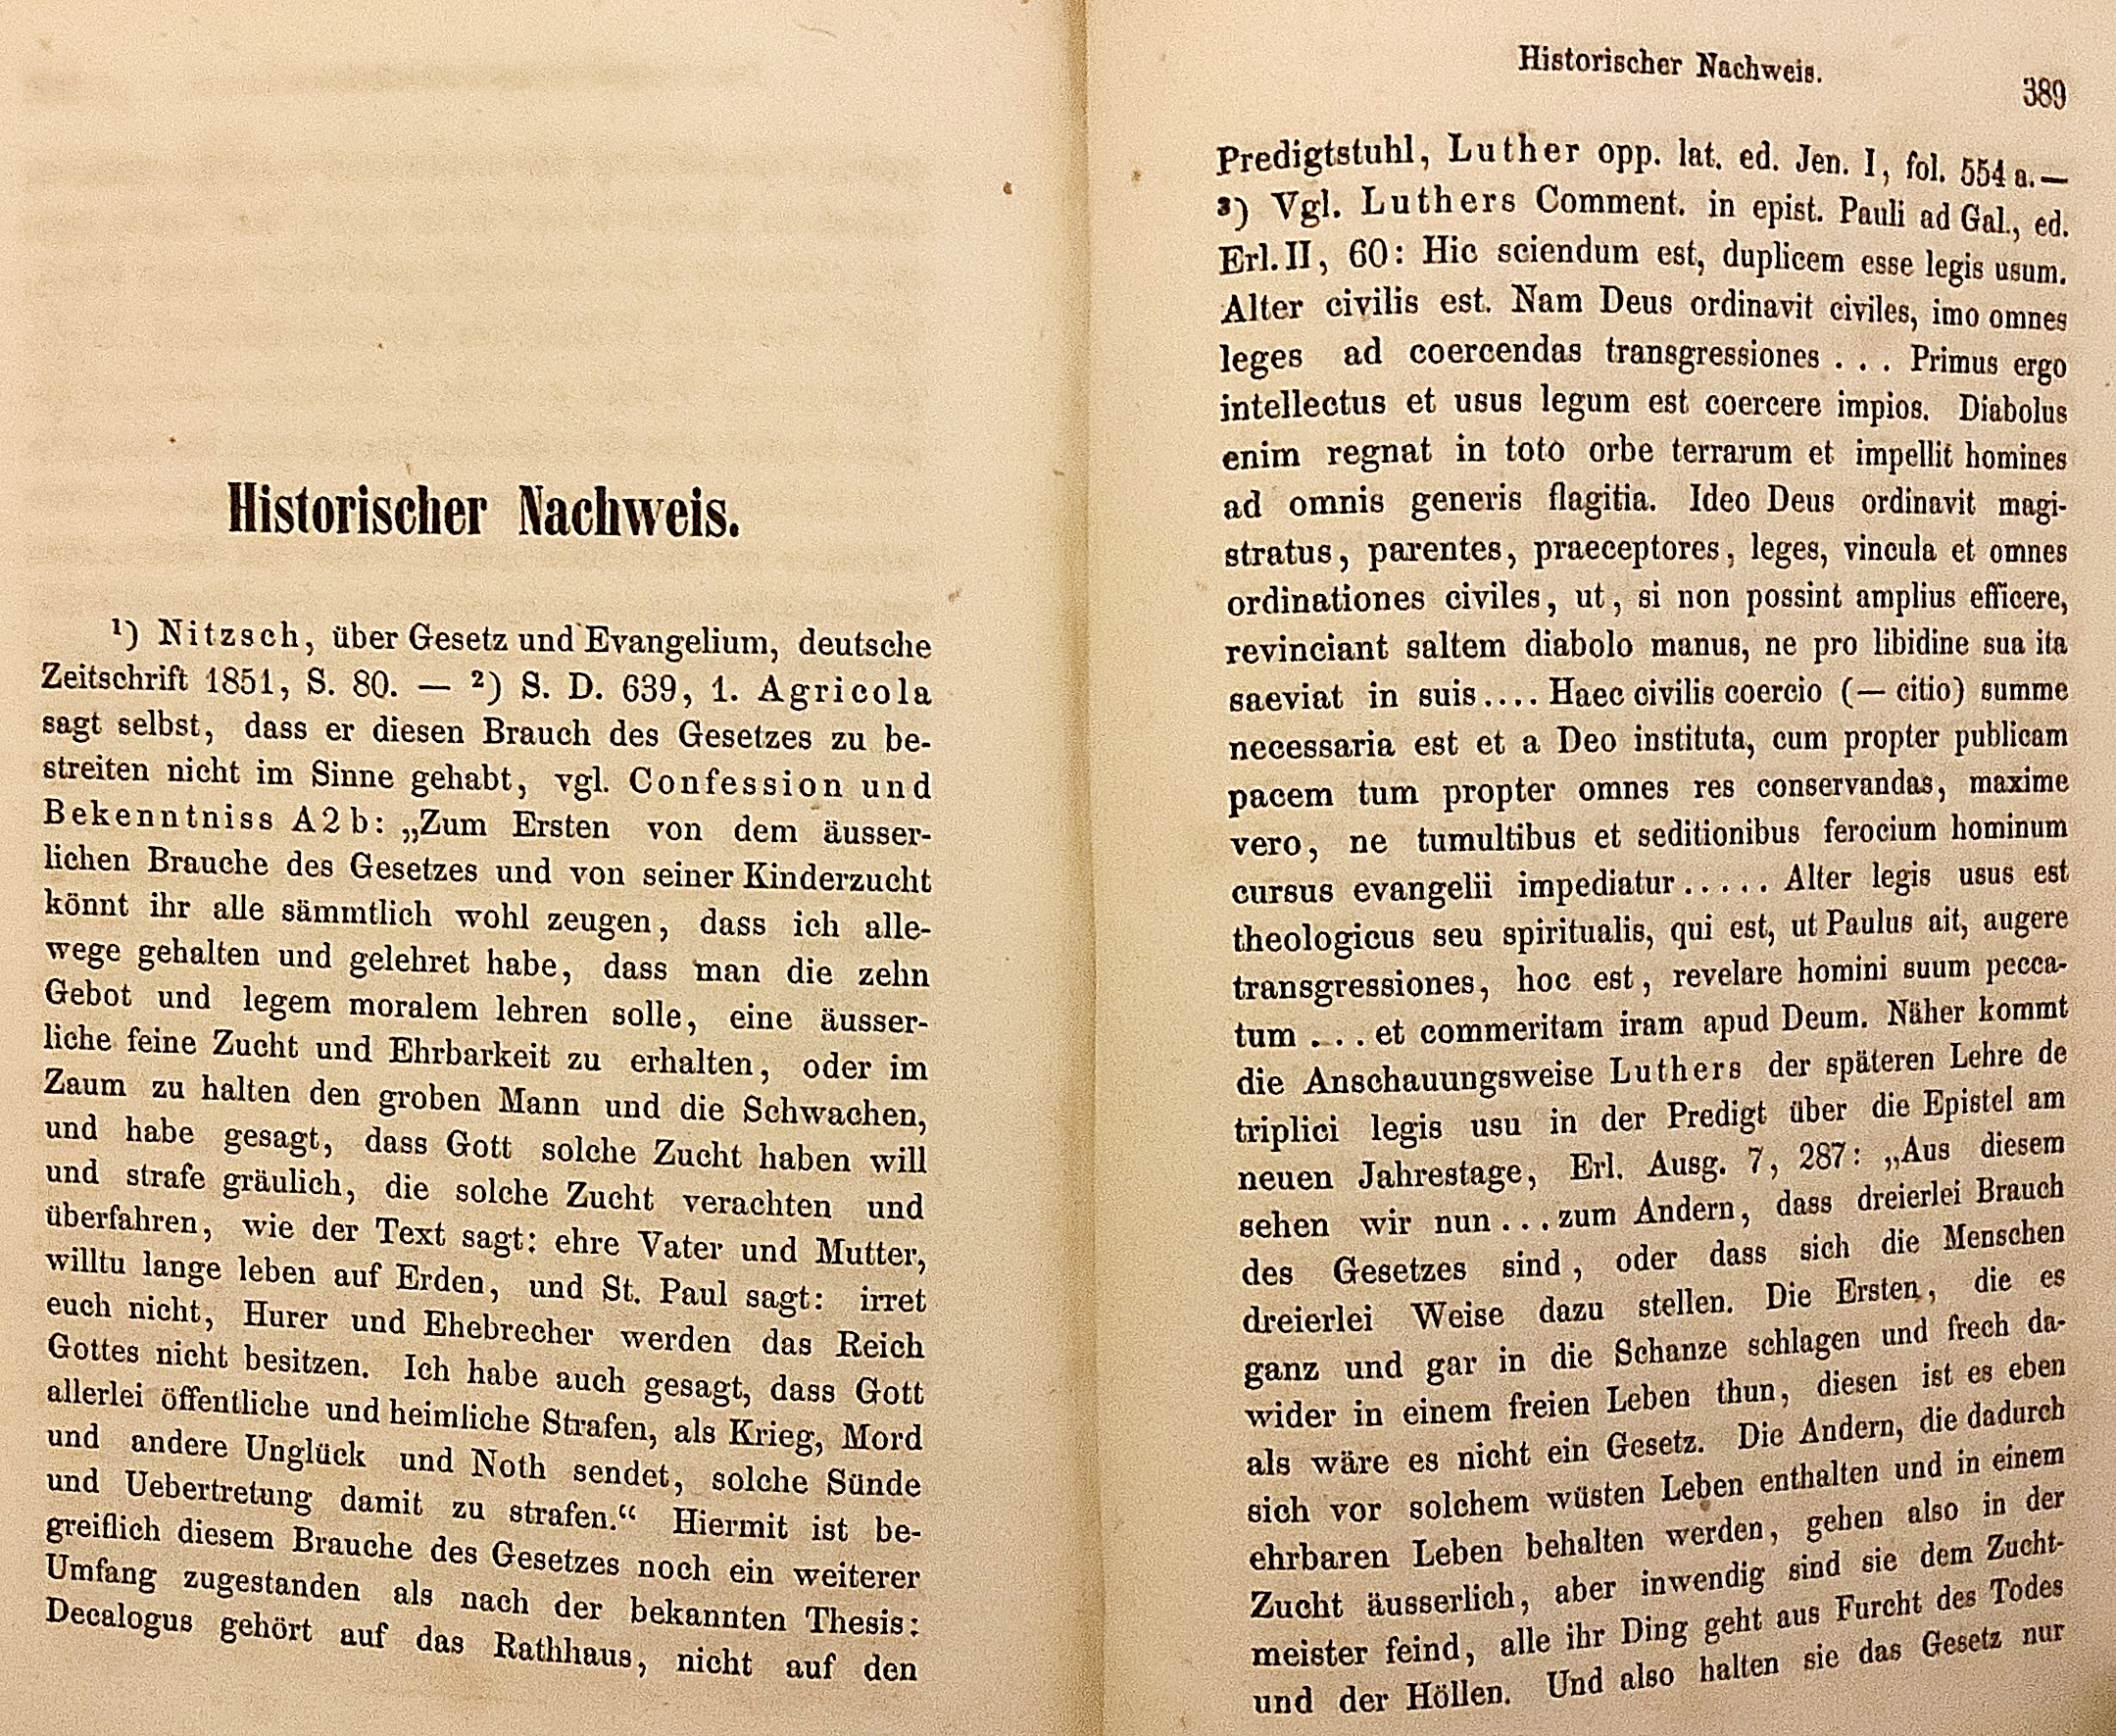 Historischer Nachweis.
¹) Nitzsch, über Gesetz und Evangelium, deutsche
Zeitschrift 1851, S. 80. — ²) S. D. 639, 1. Agricola
sagt selbst, dass er diesen Brauch des Gesetzes zu be-
streiten nicht im Sinne gehabt, vgl. Confession und
Bekenntniss A 2 b: „Zum Ersten von dem äusser-
lichen Brauche des Gesetzes und von seiner Kinderzucht
könnt ihr alle sämmtlich wohl zeugen, dass ich alle-
wege gehalten und gelehret habe, dass man die zehn
Gebot und legem moralem lehren solle, eine äusser-
liche feine Zucht und Ehrbarkeit zu erhalten, oder im
Zaum zu halten den groben Mann und die Schwachen,
und habe gesagt, dass Gott solche Zucht haben will
und strafe gräulich, die solche Zucht verachten und
überfahren, wie der Text sagt: ehre Vater und Mutter,
willtu lange leben auf Erden, und St. Paul sagt: irret
euch nicht, Hurer und Ehebrecher werden das Reich
Gottes nicht besitzen. Ich habe auch gesagt, dass Gott
allerlei öffentliche und heimliche Strafen, als Krieg, Mord
und andere Unglück und Noth sendet, solche Sünde
und Uebertretung damit zu strafen.“ Hiermit ist be-
greiflich diesem Brauche des Gesetzes noch ein weiterer
Umfang zugestanden als nach der bekannten Thesis:
Decalogus gehört auf das Rathhaus, nicht auf den
Historischer Nachweis.
389
Predigtstuhl, Luther opp. lat. ed. Jen. I, fol. 554 a. —
³) Vgl. Luthers Comment. in epist. Pauli ad Gal., ed.
Erl. II, 60: Hic sciendum est, duplicem esse legis usum.
Alter civilis est. Nam Deus ordinavit civiles, imo omnes
leges ad coercendas transgressiones . . . Primus ergo
intellectus et usus legum est coercere impios. Diabolus
enim regnat in toto orbe terrarum et impellit homines
ad omnis generis flagitia. Ideo Deus ordinavit magi-
stratus, parentes, praeceptores, leges, vincula et omnes
ordinationes civiles, ut, si non possint amplius efficere,
revinciant saltem diabolo manus, ne pro libidine sua ita
saeviat in suis.... Haec civilis coercio (— citio) summe
necessaria est et a Deo instituta, cum propter publicam
pacem tum propter omnes res conservandas, maxime
vero, ne tumultibus et seditionibus ferocium hominum
cursus evangelii impediatur ..... Alter legis usus est
theologicus seu spiritualis, qui est, ut Paulus ait, augere
transgressiones, hoc est, revelare homini suum pecca-
tum ... et commeritam iram apud Deum. Näher kommt
die Anschauungsweise Luthers der späteren Lehre de
triplici legis usu in der Predigt über die Epistel am
neuen Jahrestage, Erl. Ausg. 7, 287: „Aus diesem
sehen wir nun ... zum Andern, dass dreierlei Brauch
des Gesetzes sind, oder dass sich die Menschen
dreierlei Weise dazu stellen. Die Ersten, die es
ganz und gar in die Schanze schlagen und frech da-
wider in einem freien Leben thun, diesen ist es eben
als wäre es nicht ein Gesetz. Die Andern, die dadurch
sich vor solchem wüsten Leben enthalten und in einem
ehrbaren Leben behalten werden, gehen also in der
Zucht äusserlich, aber inwendig sind sie dem Zucht-
meister feind, alle ihr Ding geht aus Furcht des Todes
und der Höllen. Und also halten sie das Gesetz nur